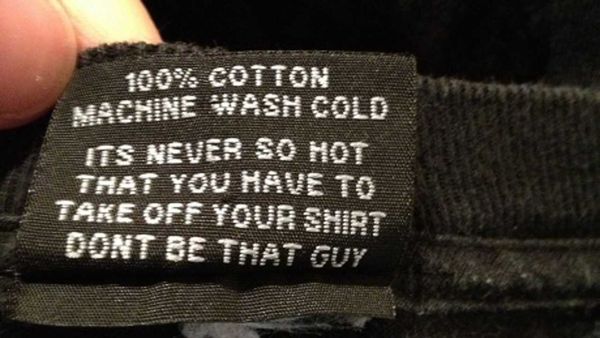 100% COTTON
MACHINE WASH COLD
ITS NEVER SO HOT
THAT YOU HAVE TO
TAKE OFF YOUR SHIRT
DONT BE THAT GUY